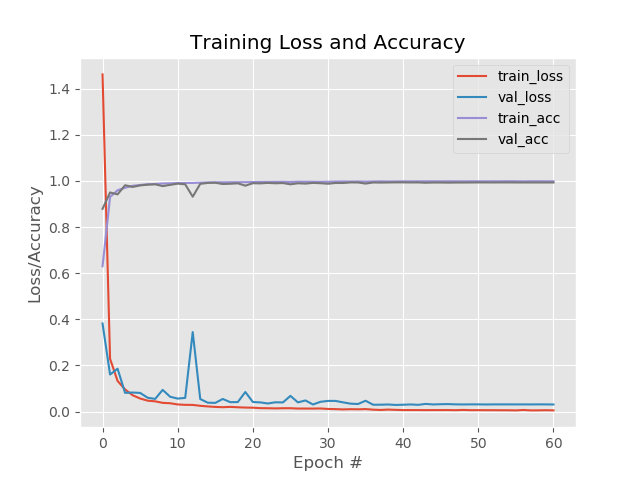 Training Loss and Accuracy
train_loss
val_loss
train_acc
val_acc
1.4
1.2
1.0
0.8
0.6
0.4
0.2
0.0
Loss/Accuracy
0 10 20 30 40 50 60
Epoch #